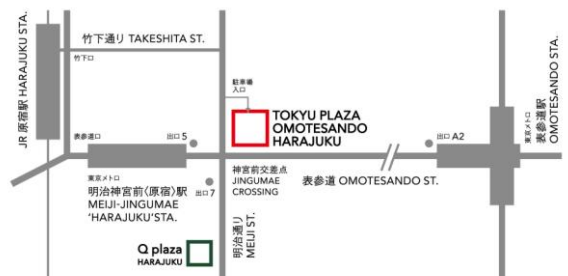 JR 原宿駅 HARAJUKU STA.
竹下通り TAKESHITA ST.
竹下口
駐車場
入口
TOKYU PLAZA
OMOTESANDO
HARAJUKU
表参道口
出口 5
出口 A2
東京メトロ
表参道駅
OMOTESANDO STA.
東京メトロ
明治神宮前〈原宿〉駅
MEIJI-JINGUMAE
‘HARAJUKU’STA.
出口 7
神宮前交差点
JINGUMAE
CROSSING
表参道 OMOTESANDO ST.
明治通り
MEIJI ST.
Q plaza
HARAJUKU